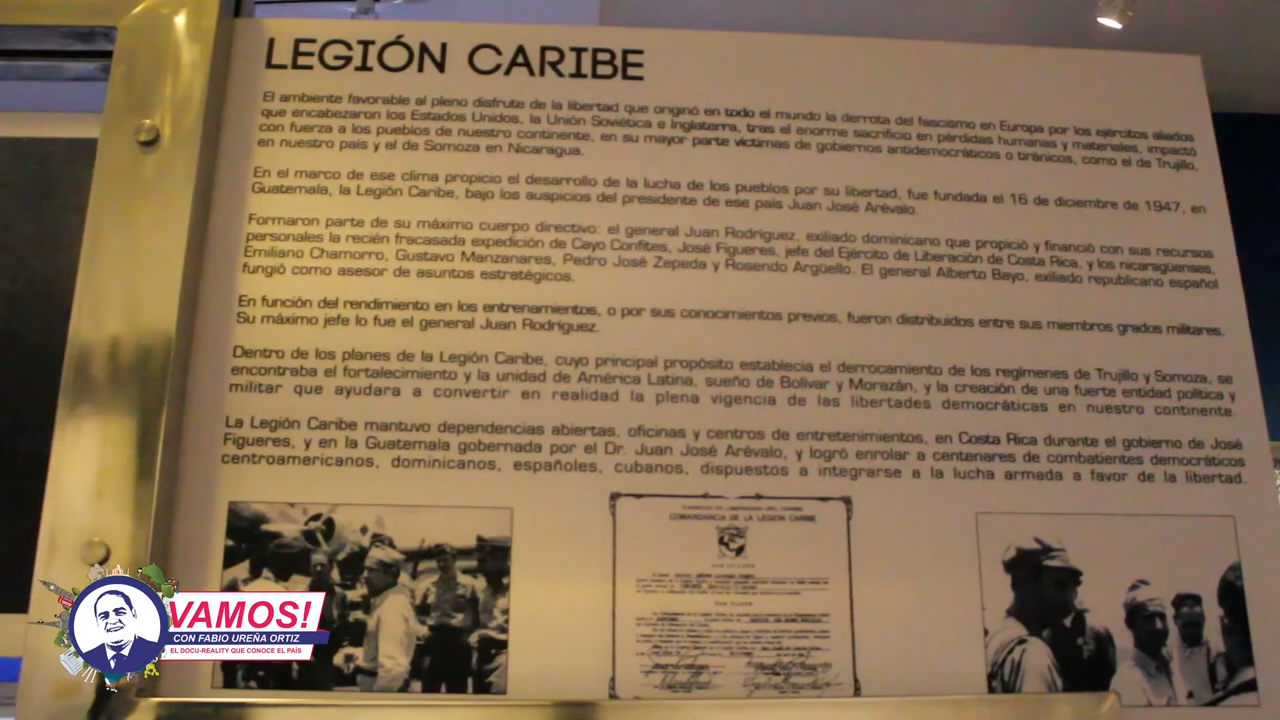 LEGIÓN CARIBE
El ambiente favorable al pleno disfrute de la libertad que originó en todo el mundo la derrota del fascismo en Europa por los ejércitos aliados
que encabezaron los Estados Unidos, la Unión Soviética e Inglaterra, tras el enorme sacrificio en pérdidas humanas y materiales, impactó
con fuerza a los pueblos de nuestro continente, en su mayor parte víctimas de gobiernos antidemocráticos o tiránicos, como el de Trujillo,
en nuestro país y el de Somoza en Nicaragua.
En el marco de ese clima propicio el desarrollo de la lucha de los pueblos por su libertad, fue fundada el 16 de diciembre de 1947, en
Guatemala, la Legión Caribe, bajo los auspicios del presidente de ese país Juan José Arévalo.
Formaron parte de su máximo cuerpo directivo: el general Juan Rodríguez, exiliado dominicano que propició y financió con sus recursos
personales la recién fracasada expedición de Cayo Confites, José Figueres, jefe del Ejército de Liberación de Costa Rica, y los nicaragüenses,
Emiliano Chamorro, Gustavo Manzanares, Pedro José Zepeda y Rosendo Argüello. El general Alberto Bayo, exiliado republicano español
fungió como asesor de asuntos estratégicos.
En función del rendimiento en los entrenamientos, o por sus conocimientos previos, fueron distribuidos entre sus miembros grados militares.
Su máximo jefe lo fue el general Juan Rodríguez.
Dentro de los planes de la Legión Caribe, cuyo principal propósito establecía el derrocamiento de los regímenes de Trujillo y Somoza, se
encontraba el fortalecimiento y la unidad de América Latina, sueño de Bolívar y Morazán, y la creación de una fuerte entidad política y
militar que ayudara a convertir en realidad la plena vigencia de las libertades democráticas en nuestro continente.
La Legión Caribe mantuvo dependencias abiertas, oficinas y centros de entretenimientos, en Costa Rica durante el gobierno de José
Figueres, y en la Guatemala gobernada por el Dr. Juan José Arévalo, y logró enrolar a centenares de combatientes democráticos
centroamericanos, dominicanos, españoles, cubanos, dispuestos a integrarse a la lucha armada a favor de la libertad.
COMANDANCIA DE LA LEGION CARIBE
VAMOS!
CON FABIO UREÑA ORTIZ
EL DOCU-REALITY QUE CONOCE EL PAÍS